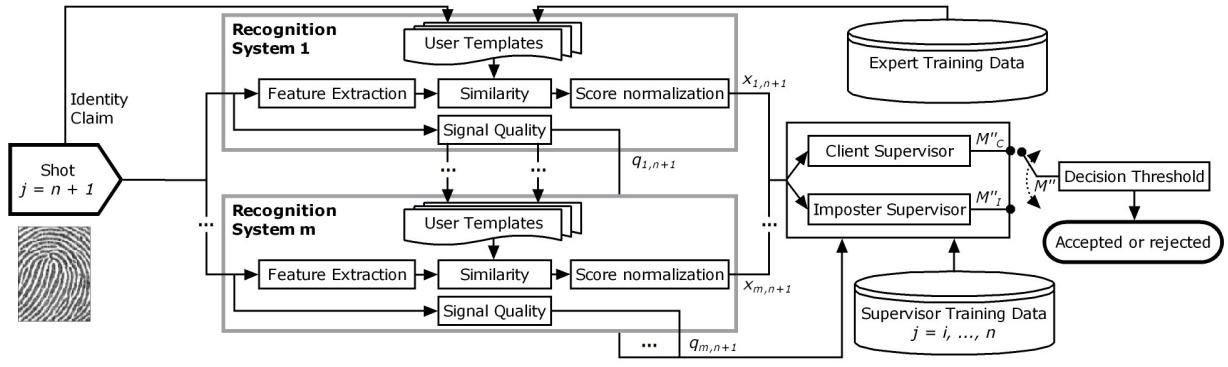 Recognition
System 1
User Templates
Expert Training Data
Identity
Claim
Feature Extraction
Similarity
Score normalization
x1,n+1
Signal Quality
q1,n+1
Shot
j = n + 1
...
...
...
...
Client Supervisor
M"C
M"
Decision Threshold
Imposter Supervisor
M"I
Accepted or rejected
Recognition
System m
User Templates
Feature Extraction
Similarity
Score normalization
xm,n+1
Signal Quality
qm,n+1
...
Supervisor Training Data
j = i, ..., n